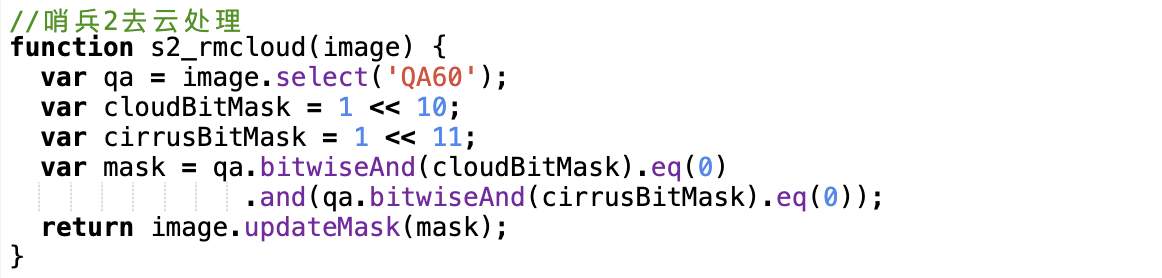 //哨兵2去云处理
function s2_rmcloud(image) {
  var qa = image.select('QA60');
  var cloudBitMask = 1 << 10;
  var cirrusBitMask = 1 << 11;
  var mask = qa.bitwiseAnd(cloudBitMask).eq(0)
               .and(qa.bitwiseAnd(cirrusBitMask).eq(0));
  return image.updateMask(mask);
}